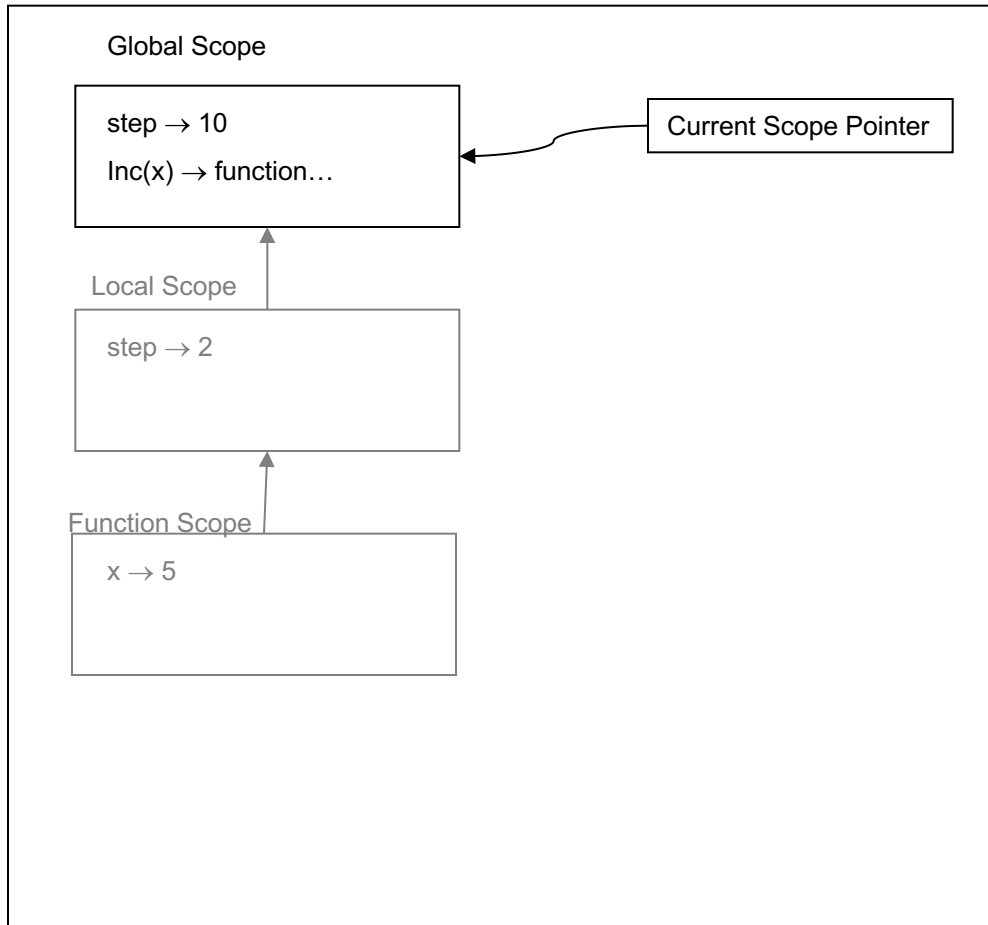 Global Scope
step → 10
Inc(x) → function…
Current Scope Pointer
Local Scope
step → 2
Function Scope
x → 5